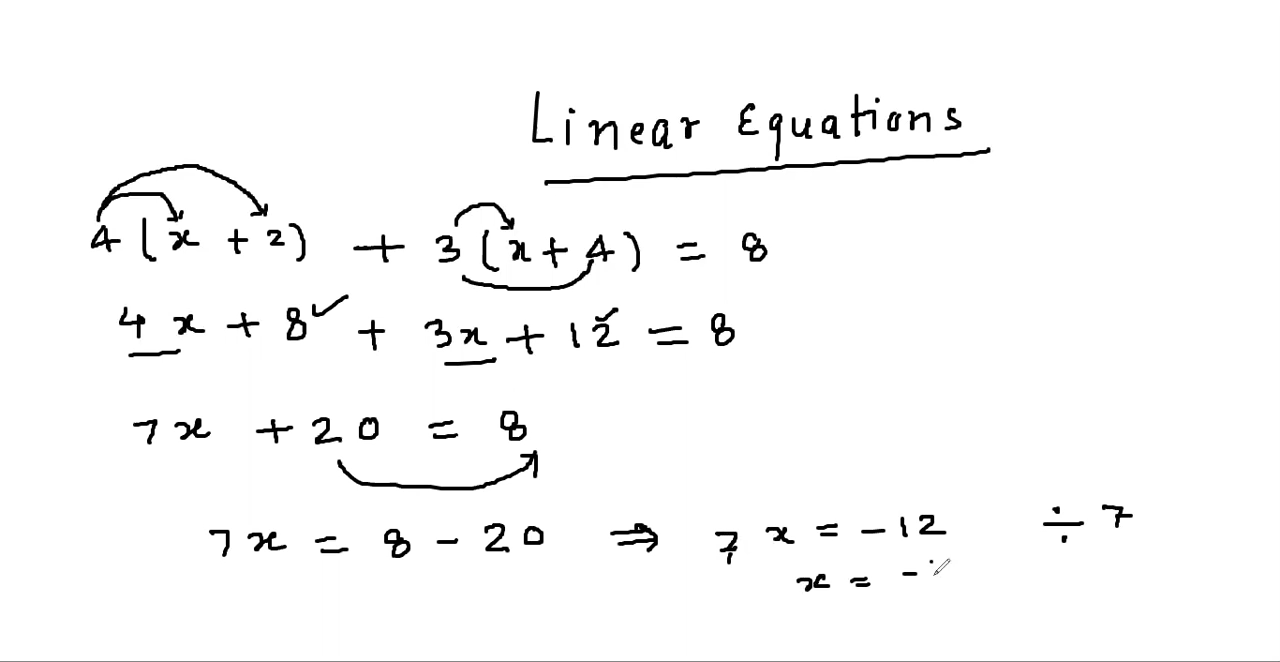 Linear Equations
4(x + 2) + 3(x + 4) = 8
4x + 8 + 3x + 12 = 8
7x + 20 = 8
7x = 8 - 20 ⇒ 7x = -12 ÷ 7
x = -